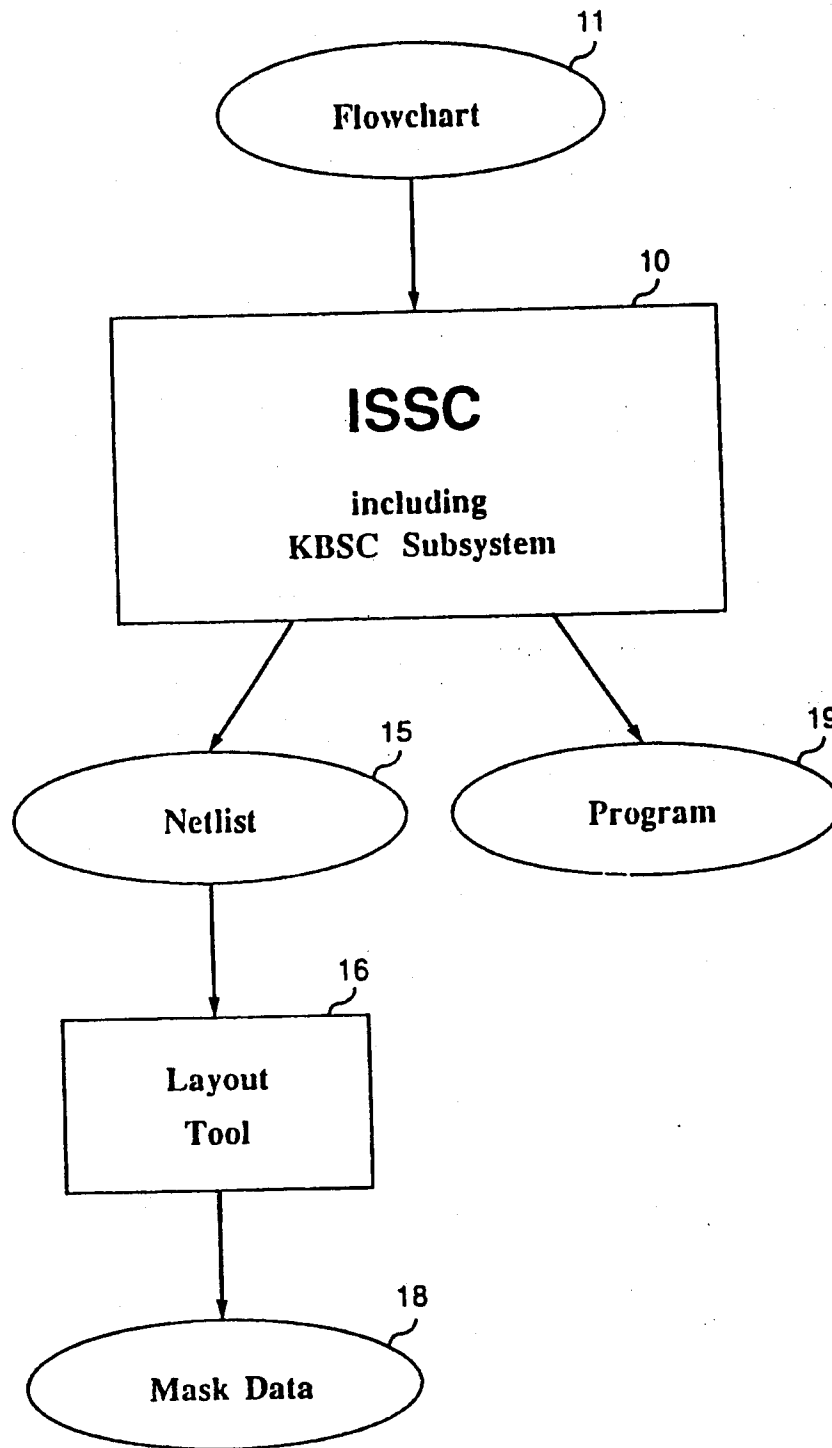 11
Flowchart
10
ISSC
including
KBSC Subsystem
15
Netlist
19
Program
16
Layout
Tool
18
Mask Data